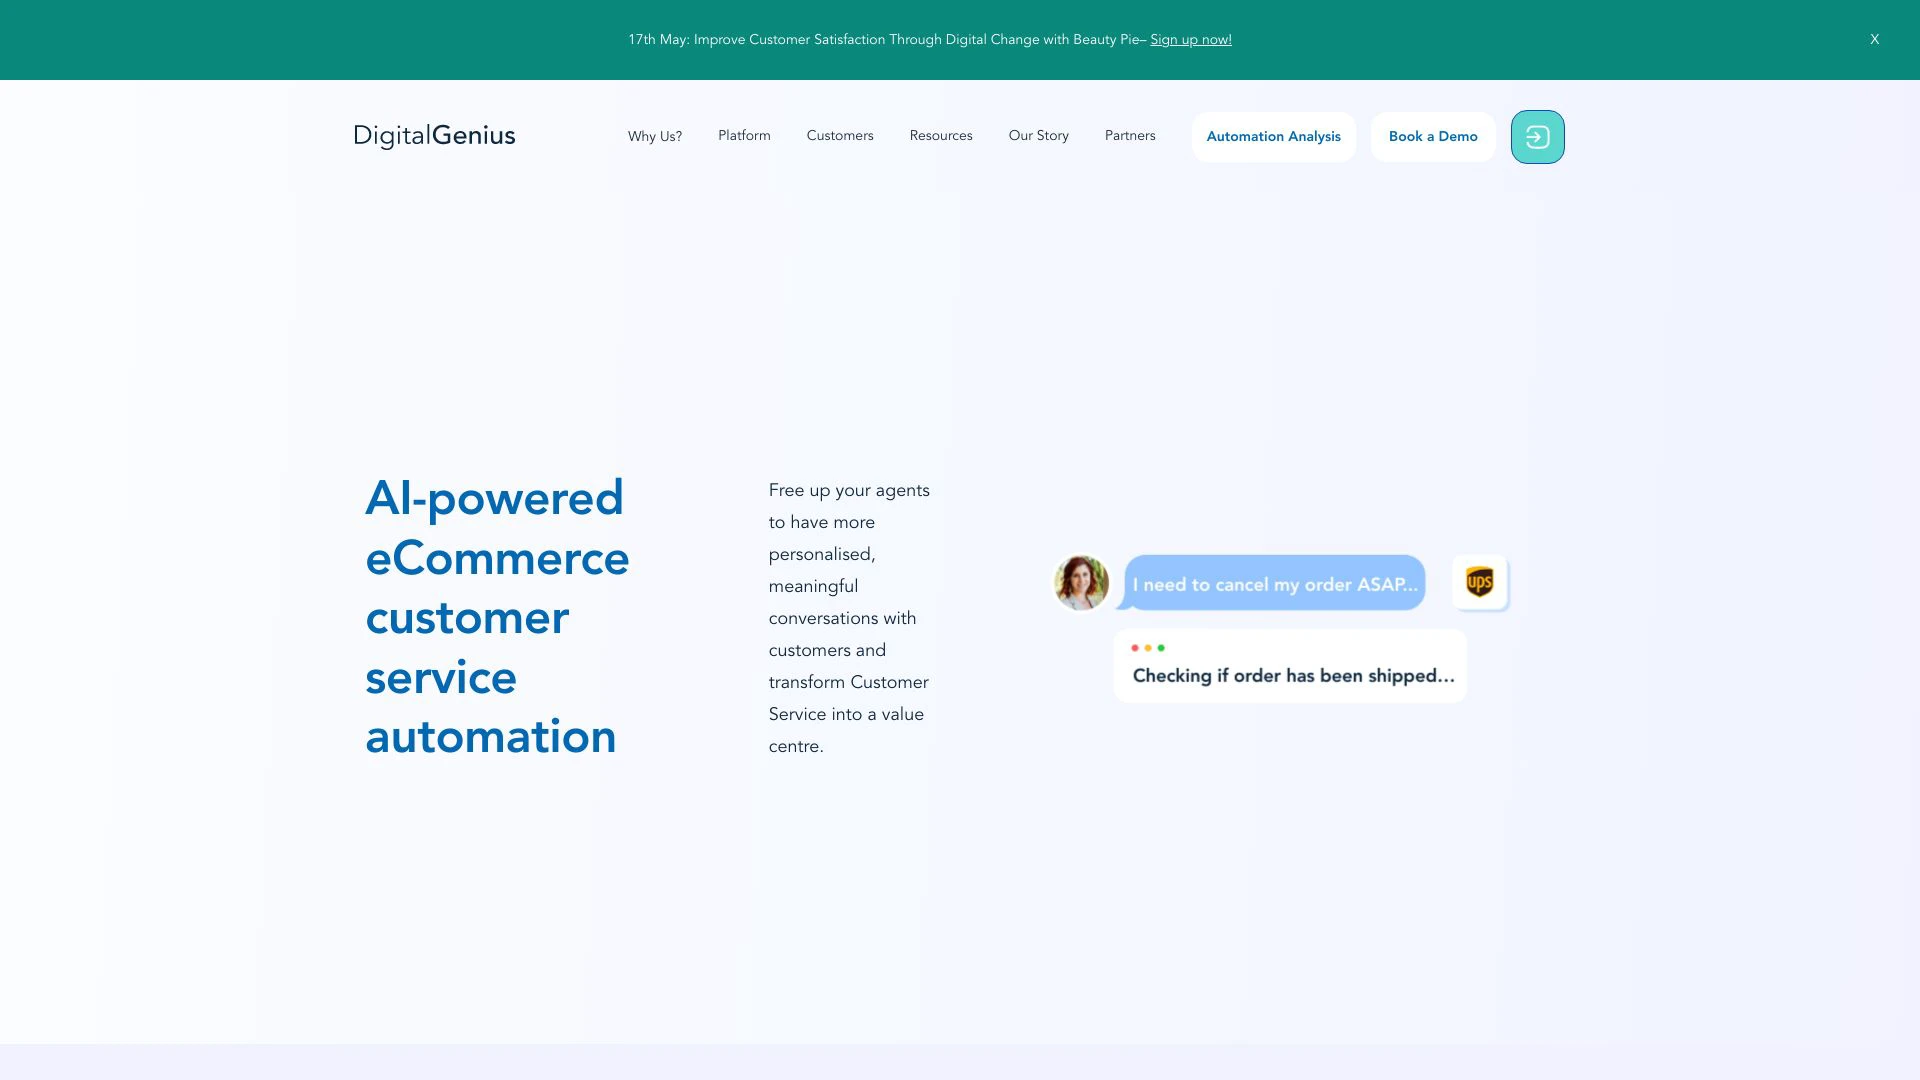 17th May: Improve Customer Satisfaction Through Digital Change with Beauty Pie– Sign up now!
X
DigitalGenius
Why Us?
Platform
Customers
Resources
Our Story
Partners
Automation Analysis
Book a Demo
AI-powered
eCommerce
customer
service
automation
Free up your agents
to have more
personalised,
meaningful
conversations with
customers and
transform Customer
Service into a value
centre.
I need to cancel my order ASAP...
ups
Checking if order has been shipped...